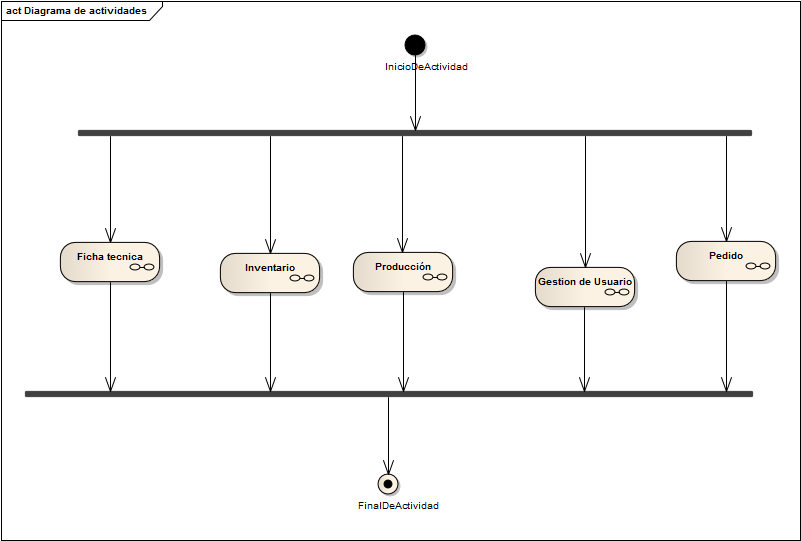 act Diagrama de actividades
InicioDeActividad
Ficha tecnica
Inventario
Producción
Gestion de Usuario
Pedido
FinalDeActividad